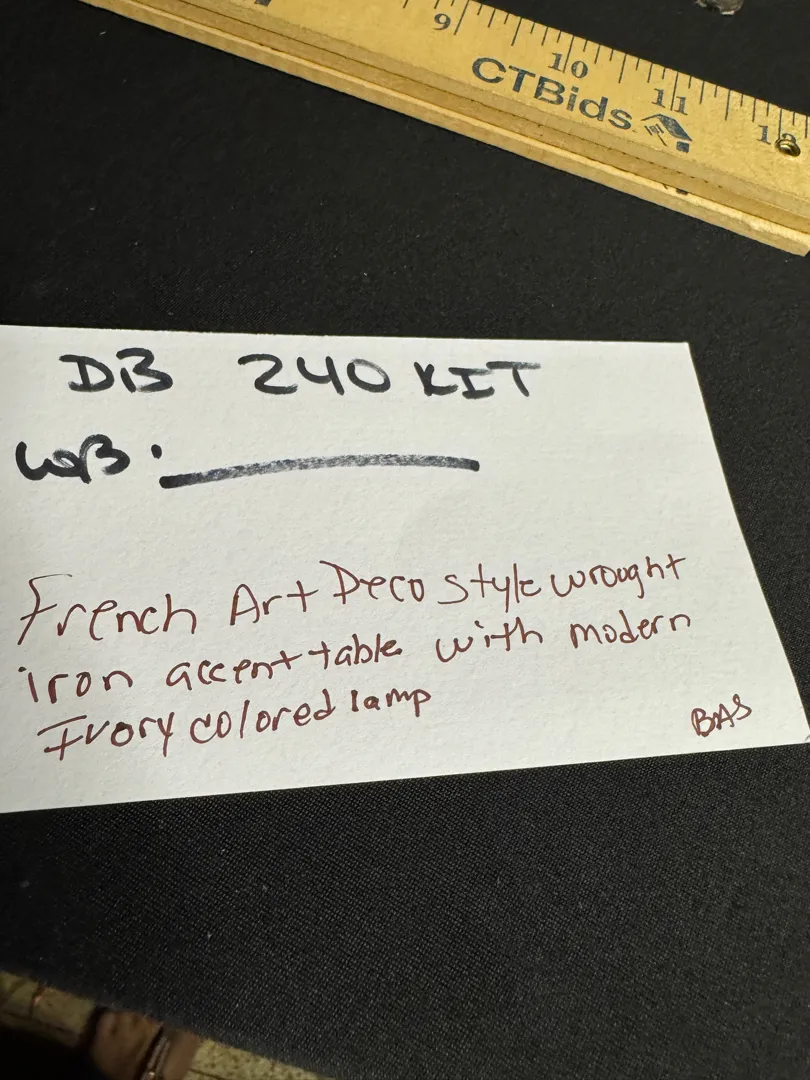 9 10 11 12
CTBids
DB 240 KIT
WB:
French Art Deco style wrought
iron accent table with modern
Ivory colored lamp
BAS